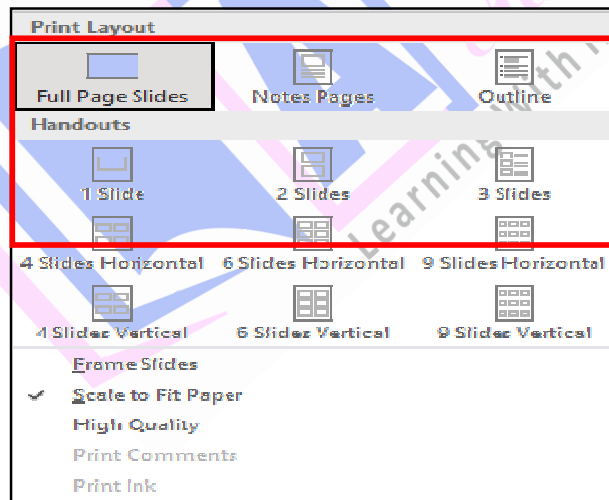 Print Layout
Full Page Slides Notes Pages Outline
Handouts
1 Slide 2 Slides 3 Slides
4 Slides Horizontal 6 Slides Horizontal 9 Slides Horizontal
4 Slides Vertical 6 Slides Vertical 9 Slides Vertical
Frame Slides
Scale to Fit Paper
High Quality
Print Comments
Print Ink
Learning with